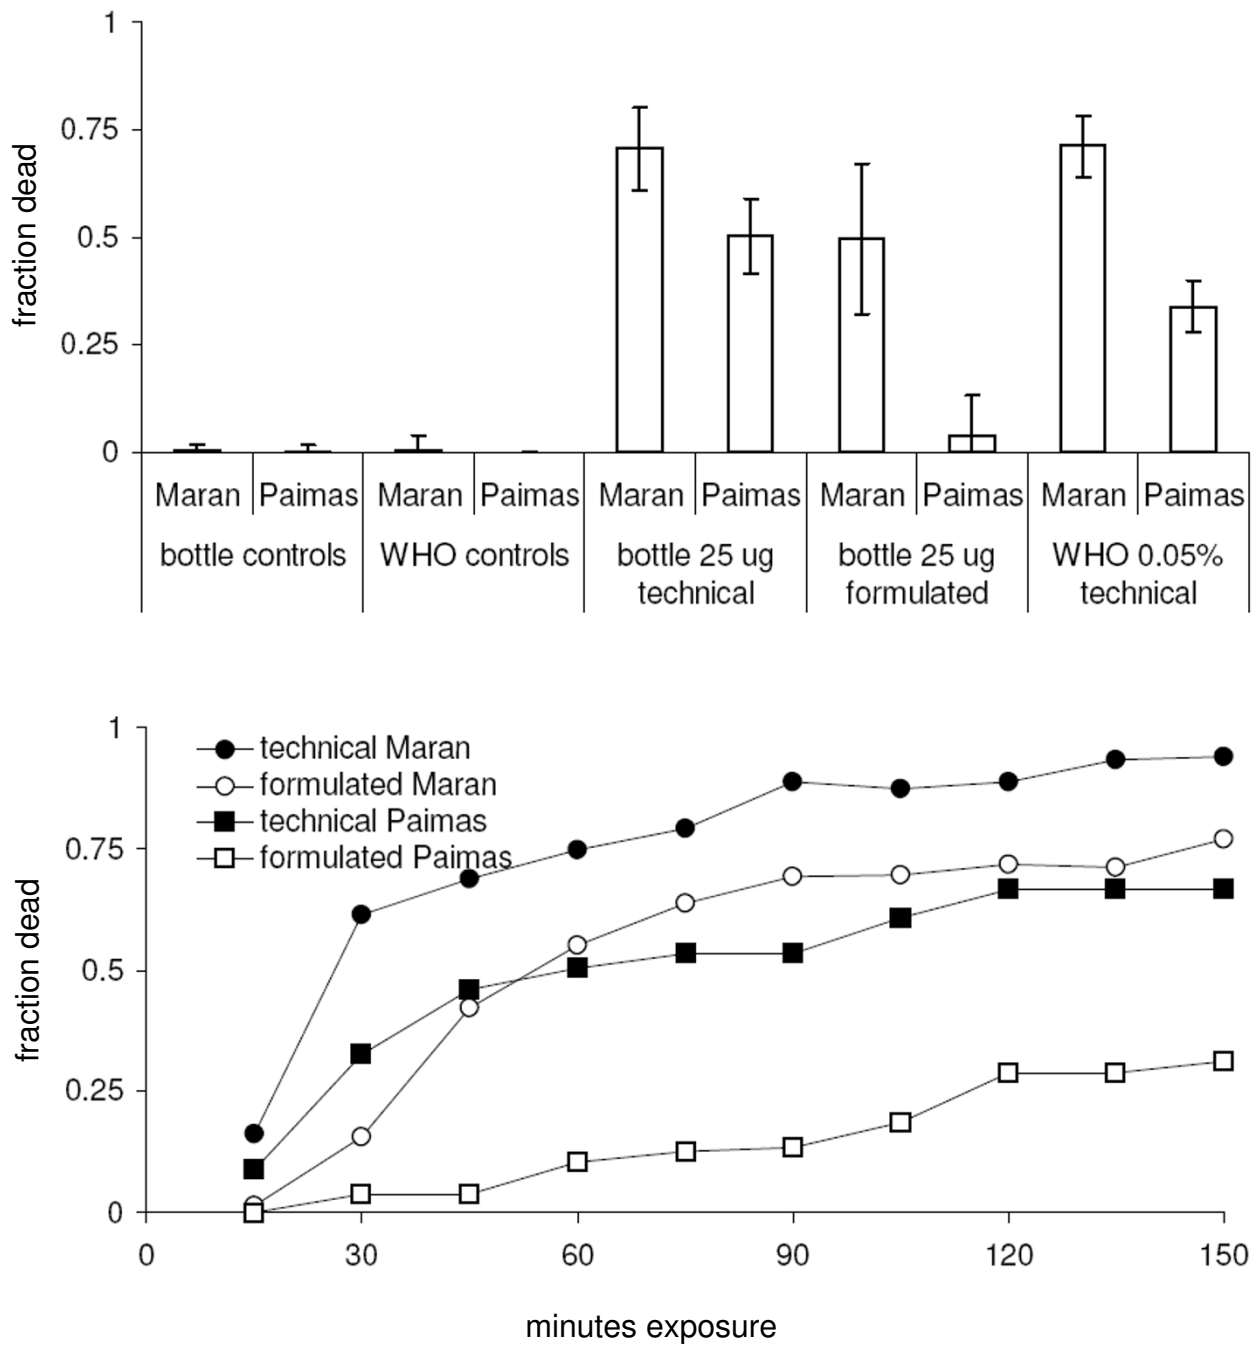 1
0.75
0.5
0.25
0
fraction dead
Maran Paimas Maran Paimas Maran Paimas Maran Paimas Maran Paimas
bottle controls WHO controls bottle 25 ug bottle 25 ug WHO 0.05%
technical formulated technical
1
0.75
0.5
0.25
0
fraction dead
technical Maran
formulated Maran
technical Paimas
formulated Paimas
0 30 60 90 120 150
minutes exposure